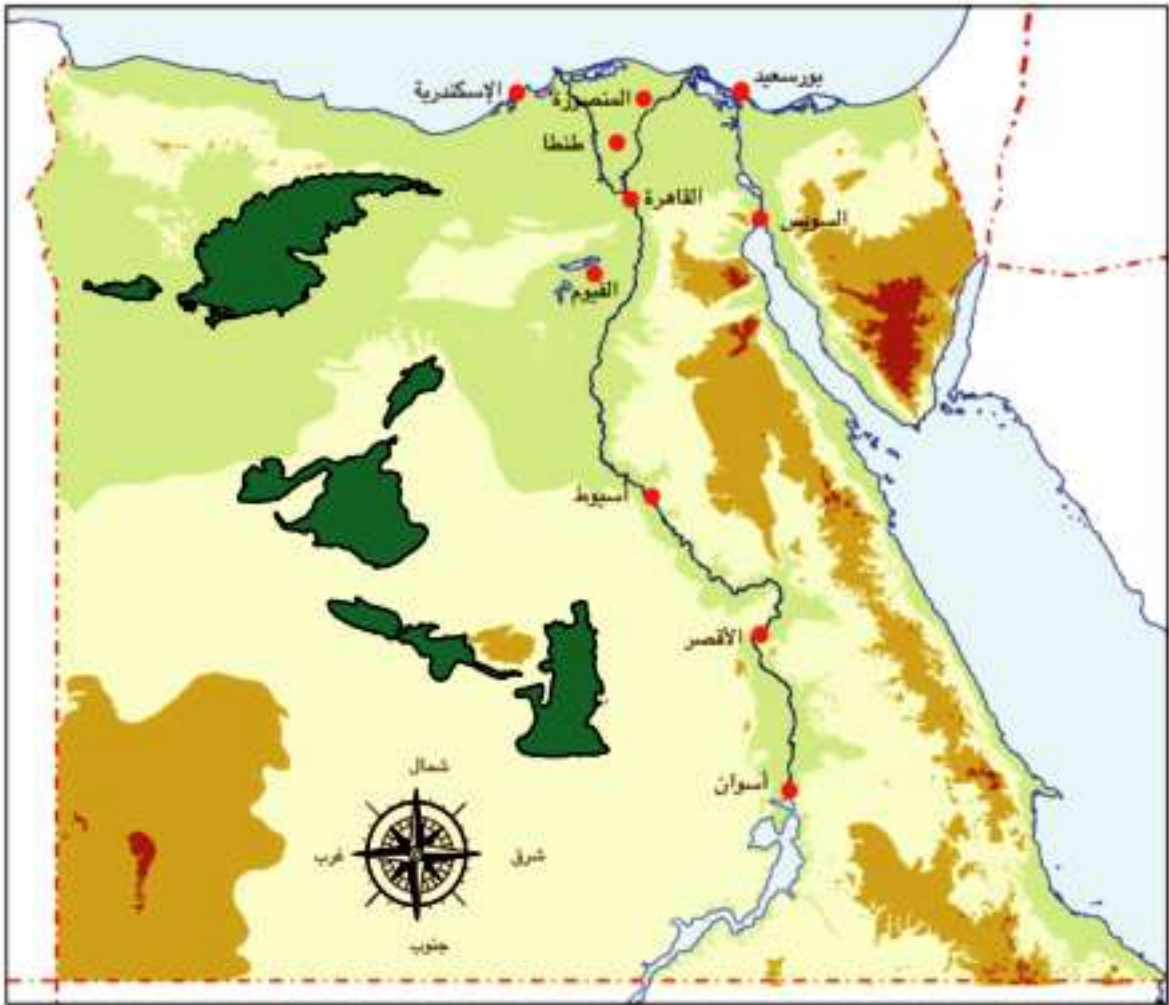 بورسعيد
الإسكندرية
المنصورة
طنطا
القاهرة
السويس
الفيوم
أسيوط
الأقصر
أسوان
شمال
شرق
غرب
جنوب